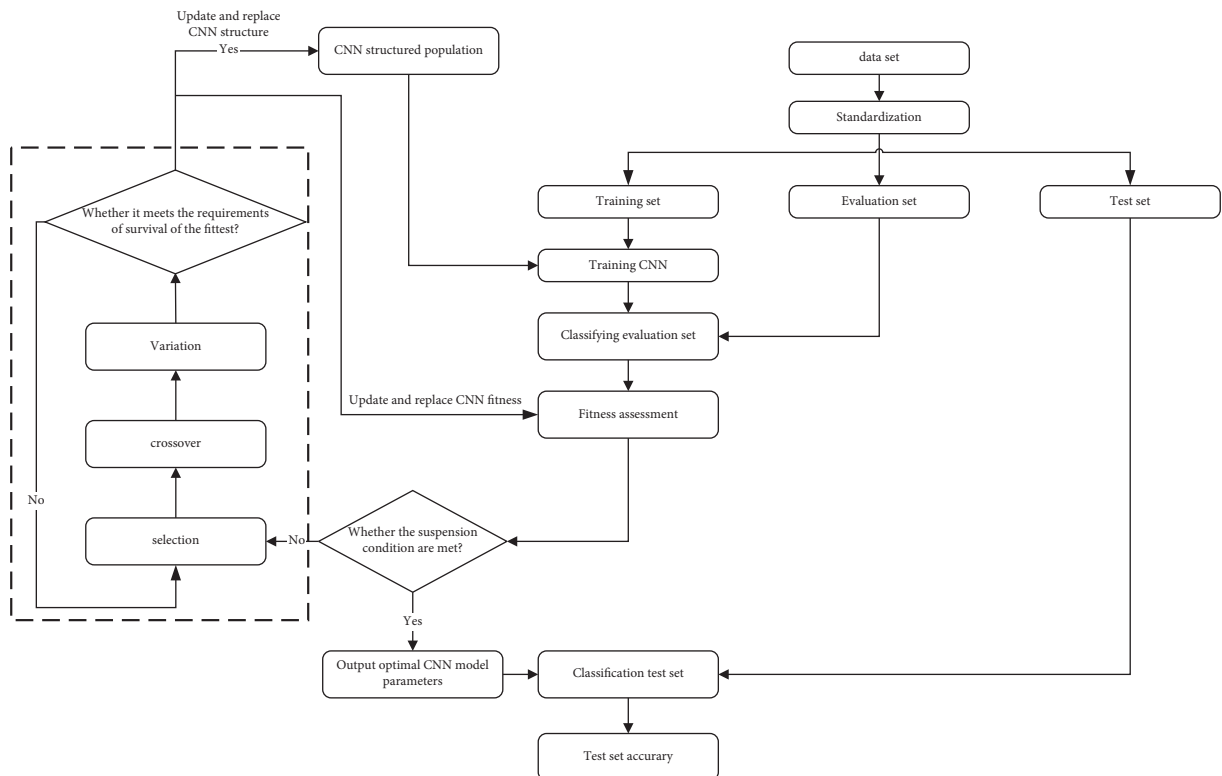 Update and replace
CNN structure
Yes
CNN structured population
data set
Standardization
Training set
Evaluation set
Test set
Whether it meets the requirements
of survival of the fittest?
Training CNN
Classifying evaluation set
Variation
Update and replace CNN fitness
Fitness assessment
crossover
No
selection
No
Whether the suspension
condition are met?
Yes
Output optimal CNN model
parameters
Classification test set
Test set accurary